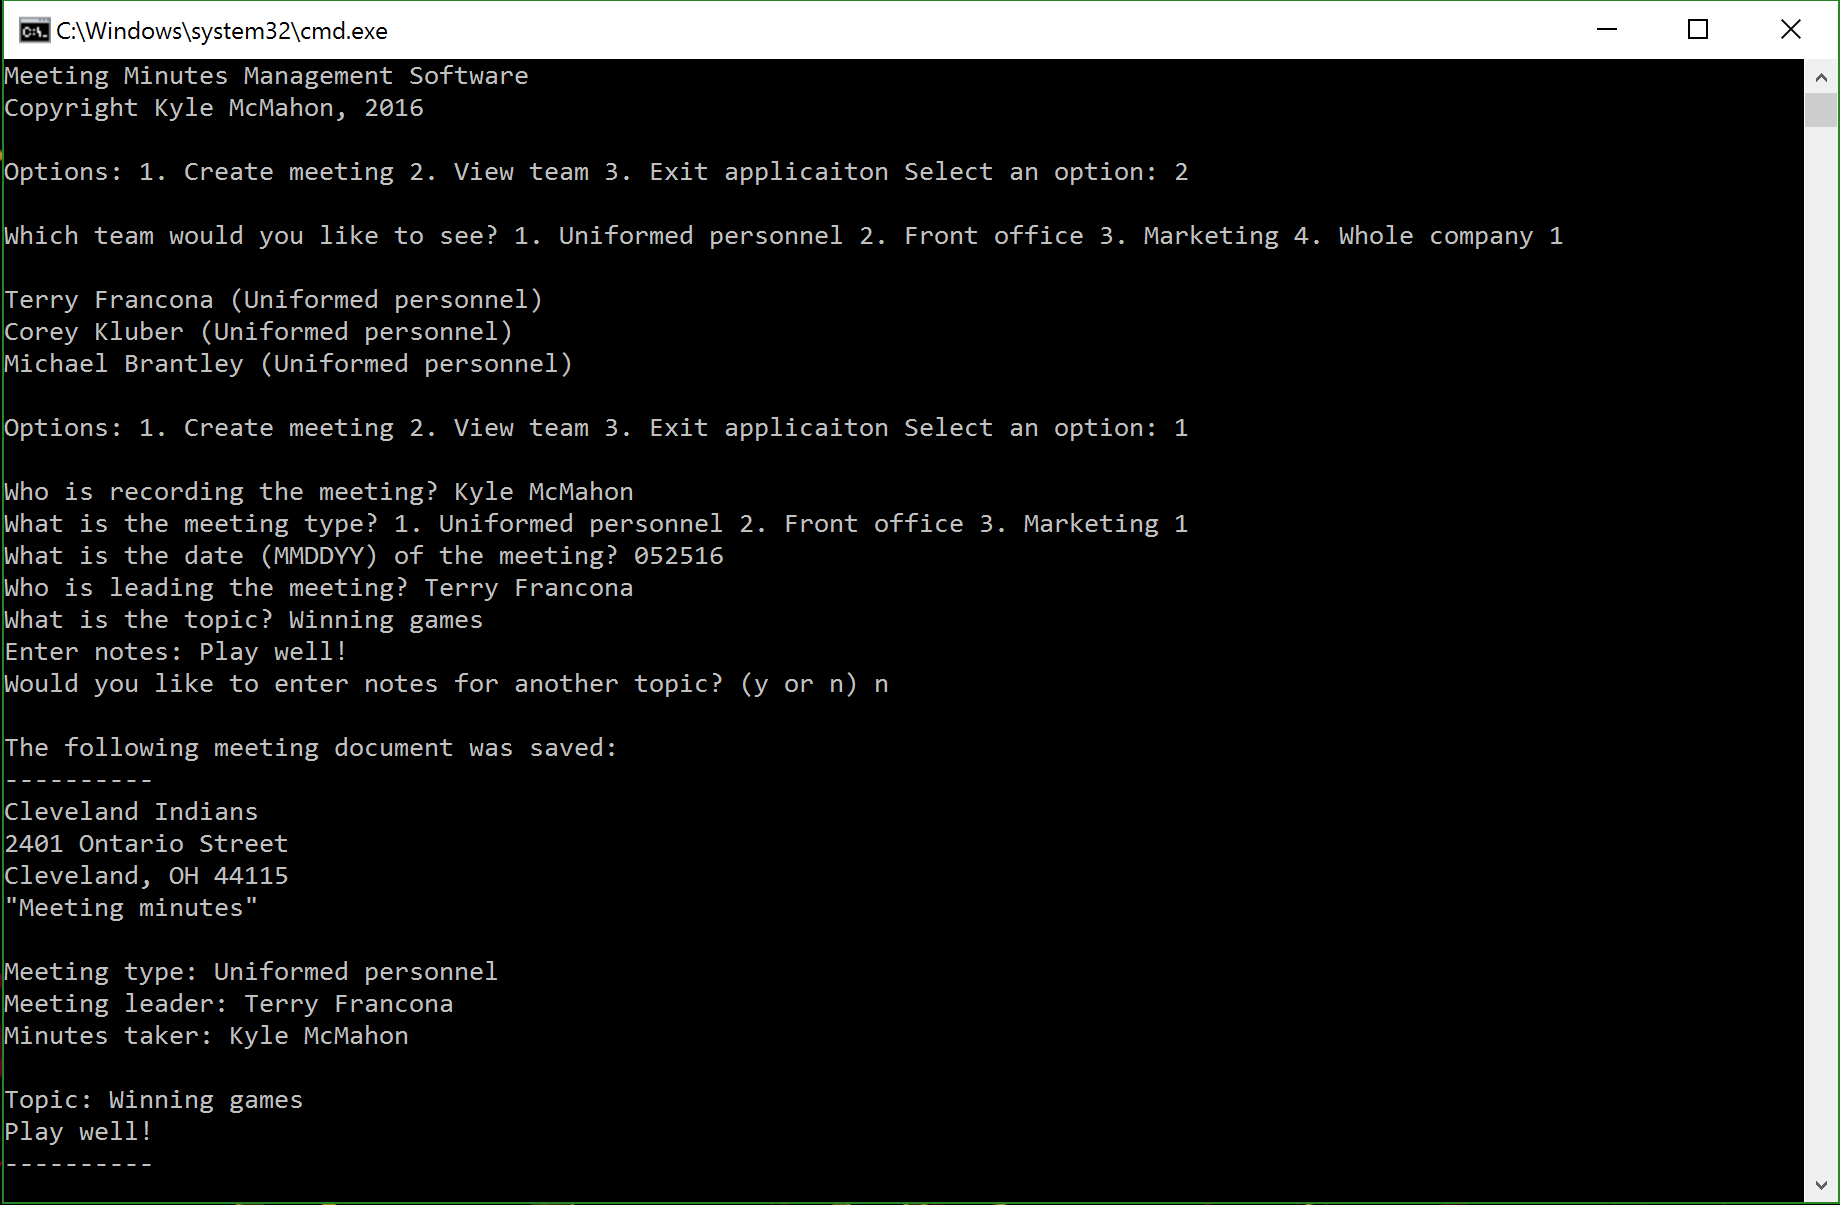 C:\Windows\system32\cmd.exe
Meeting Minutes Management Software
Copyright Kyle McMahon, 2016
Options: 1. Create meeting 2. View team 3. Exit applicaiton Select an option: 2
Which team would you like to see? 1. Uniformed personnel 2. Front office 3. Marketing 4. Whole company 1
Terry Francona (Uniformed personnel)
Corey Kluber (Uniformed personnel)
Michael Brantley (Uniformed personnel)
Options: 1. Create meeting 2. View team 3. Exit applicaiton Select an option: 1
Who is recording the meeting? Kyle McMahon
What is the meeting type? 1. Uniformed personnel 2. Front office 3. Marketing 1
What is the date (MMDDYY) of the meeting? 052516
Who is leading the meeting? Terry Francona
What is the topic? Winning games
Enter notes: Play well!
Would you like to enter notes for another topic? (y or n) n
The following meeting document was saved:
----------
Cleveland Indians
2401 Ontario Street
Cleveland, OH 44115
"Meeting minutes"
Meeting type: Uniformed personnel
Meeting leader: Terry Francona
Minutes taker: Kyle McMahon
Topic: Winning games
Play well!
----------